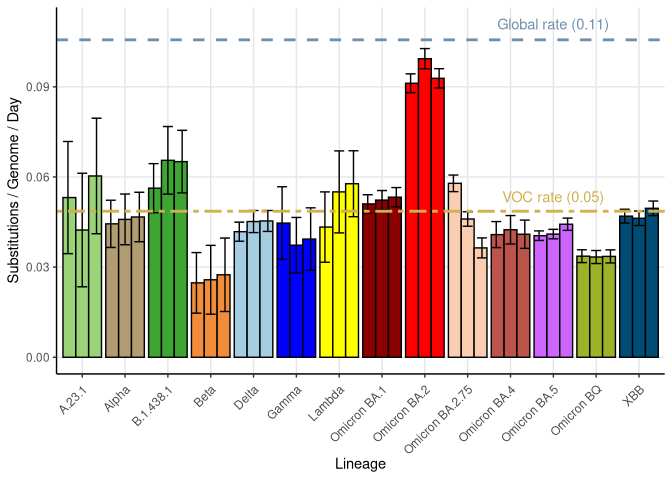 Global rate (0.11)
VOC rate (0.05)
Substitutions / Genome / Day
0.09
0.06
0.03
0.00
A.23.1
Alpha
B.1.438.1
Beta
Delta
Gamma
Lambda
Omicron BA.1
Omicron BA.2
Omicron BA.2.75
Omicron BA.4
Omicron BA.5
Omicron BQ
XBB
Lineage